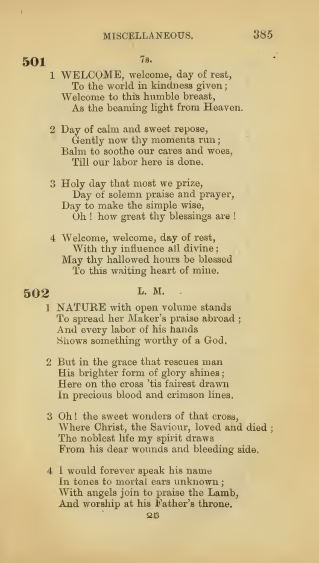 MISCELLANEOUS. 385
501 7s.
1 WELCOME, welcome, day of rest,
To the world in kindness given;
Welcome to this humble breast,
As the beaming light from Heaven.
2 Day of calm and sweet repose,
Gently now thy moments run;
Balm to soothe our cares and woes,
Till our labor here is done.
3 Holy day that most we prize,
Day of solemn praise and prayer,
Day to make the simple wise,
Oh! how great thy blessings are!
4 Welcome, welcome, day of rest,
With thy influence all divine;
May thy hallowed hours be blessed
To this waiting heart of mine.
502 L. M.
1 NATURE with open volume stands
To spread her Maker's praise abroad;
And every labor of his hands
Shows something worthy of a God.
2 But in the grace that rescues man
His brighter form of glory shines;
Here on the cross 'tis fairest drawn
In precious blood and crimson lines.
3 Oh! the sweet wonders of that cross,
Where Christ, the Saviour, loved and died;
The noblest life my spirit draws
From his dear wounds and bleeding side.
4 I would forever speak his name
In tones to mortal ears unknown;
With angels join to praise the Lamb,
And worship at his Father's throne.